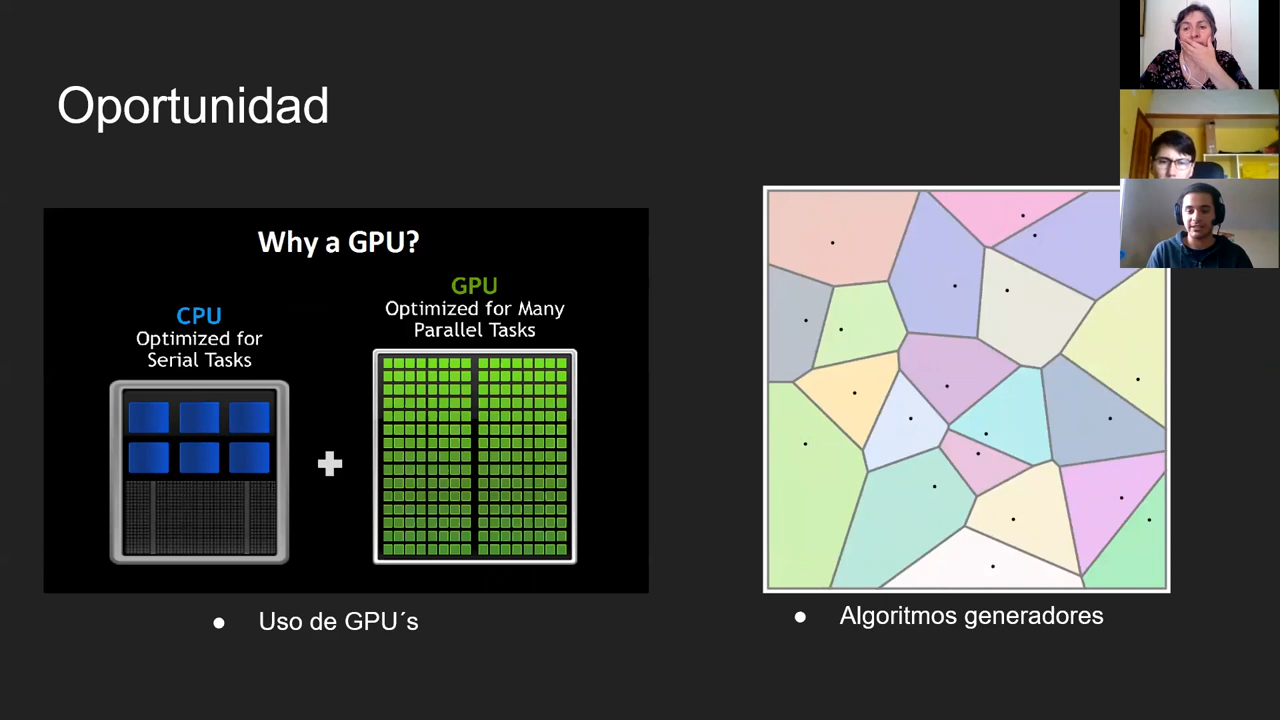 Oportunidad
Why a GPU?
CPU
Optimized for
Serial Tasks
GPU
Optimized for Many
Parallel Tasks
● Uso de GPU´s
● Algoritmos generadores